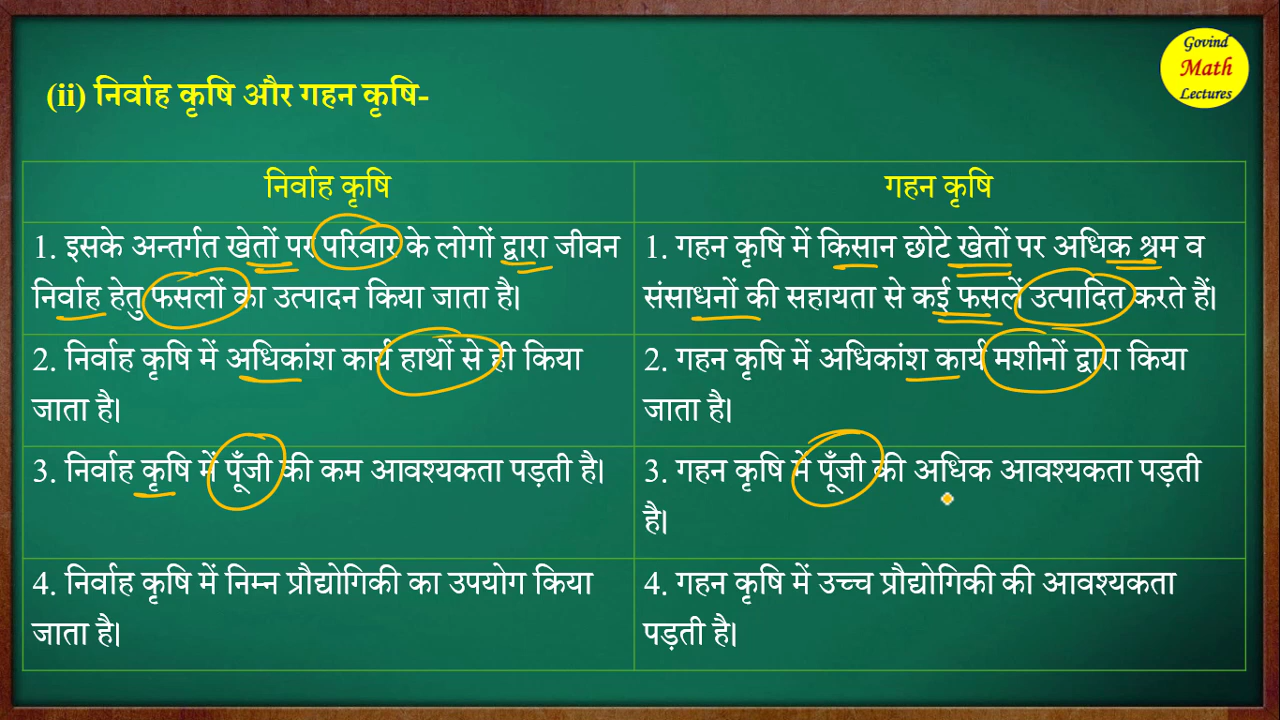 Govind
Math
Lectures
(ii) निर्वाह कृषि और गहन कृषि-
निर्वाह कृषि
गहन कृषि
1. इसके अन्तर्गत खेतों पर परिवार के लोगों द्वारा जीवन
निर्वाह हेतु फसलों का उत्पादन किया जाता है।
1. गहन कृषि में किसान छोटे खेतों पर अधिक श्रम व
संसाधनों की सहायता से कई फसलें उत्पादित करते हैं।
2. निर्वाह कृषि में अधिकांश कार्य हाथों से ही किया
जाता है।
2. गहन कृषि में अधिकांश कार्य मशीनों द्वारा किया
जाता है।
3. निर्वाह कृषि में पूँजी की कम आवश्यकता पड़ती है।
3. गहन कृषि में पूँजी की अधिक आवश्यकता पड़ती
है।
4. निर्वाह कृषि में निम्न प्रौद्योगिकी का उपयोग किया
जाता है।
4. गहन कृषि में उच्च प्रौद्योगिकी की आवश्यकता
पड़ती है।